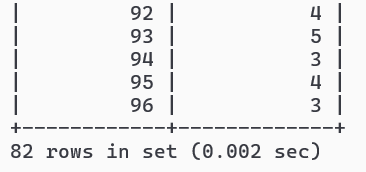 |         92 |           4 |
|         93 |           5 |
|         94 |           3 |
|         95 |           4 |
|         96 |           3 |
+------------+-------------+
82 rows in set (0.002 sec)